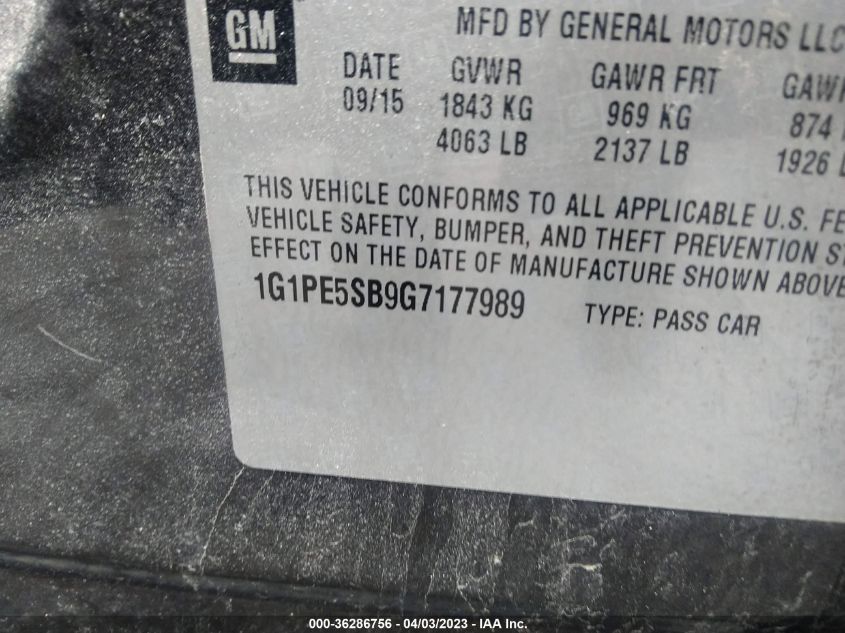 GM
MFD BY GENERAL MOTORS LLC
DATE GVWR GAWR FRT GAWR
09/15 1843 KG 969 KG 874
4063 LB 2137 LB 1926 L
THIS VEHICLE CONFORMS TO ALL APPLICABLE U.S. FE
VEHICLE SAFETY, BUMPER, AND THEFT PREVENTION ST
EFFECT ON THE DATE OF MANUFACTURE SHOWN ABOVE
1G1PE5SB9G7177989 TYPE: PASS CAR
000-36286756 - 04/03/2023 - IAA Inc.